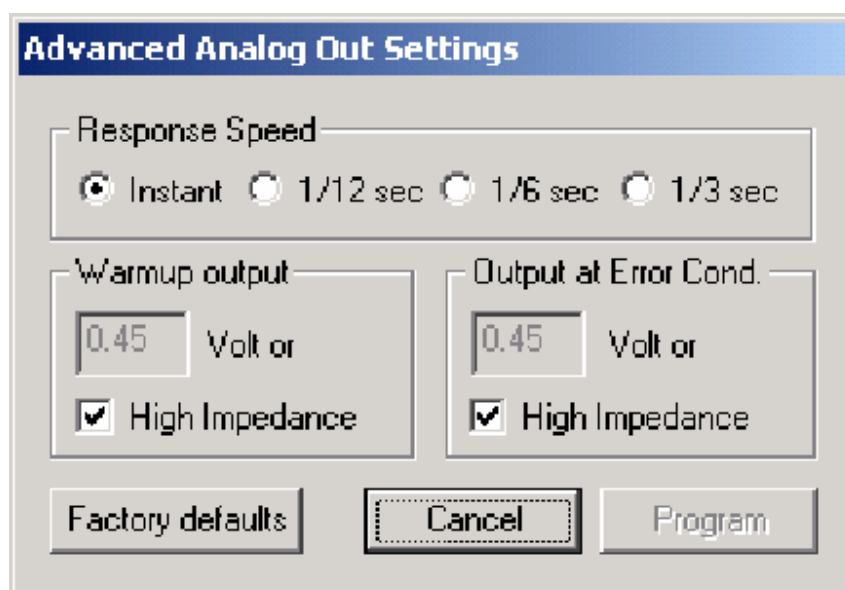 Advanced Analog Out Settings
Response Speed
Instant 1/12 sec 1/6 sec 1/3 sec
Warmup output
0.45 Volt or
High Impedance
Output at Error Cond.
0.45 Volt or
High Impedance
Factory defaults Cancel Program